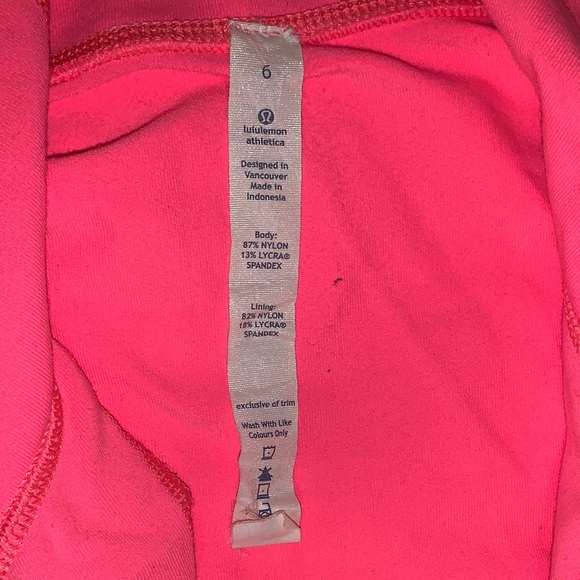 6
lululemon
athletica
Designed in
Vancouver
Made in
Indonesia
Body:
87% NYLON
13% LYCRA®
SPANDEX
Lining:
82% NYLON
18% LYCRA®
SPANDEX
exclusive of trim
Wash With Like
Colours Only